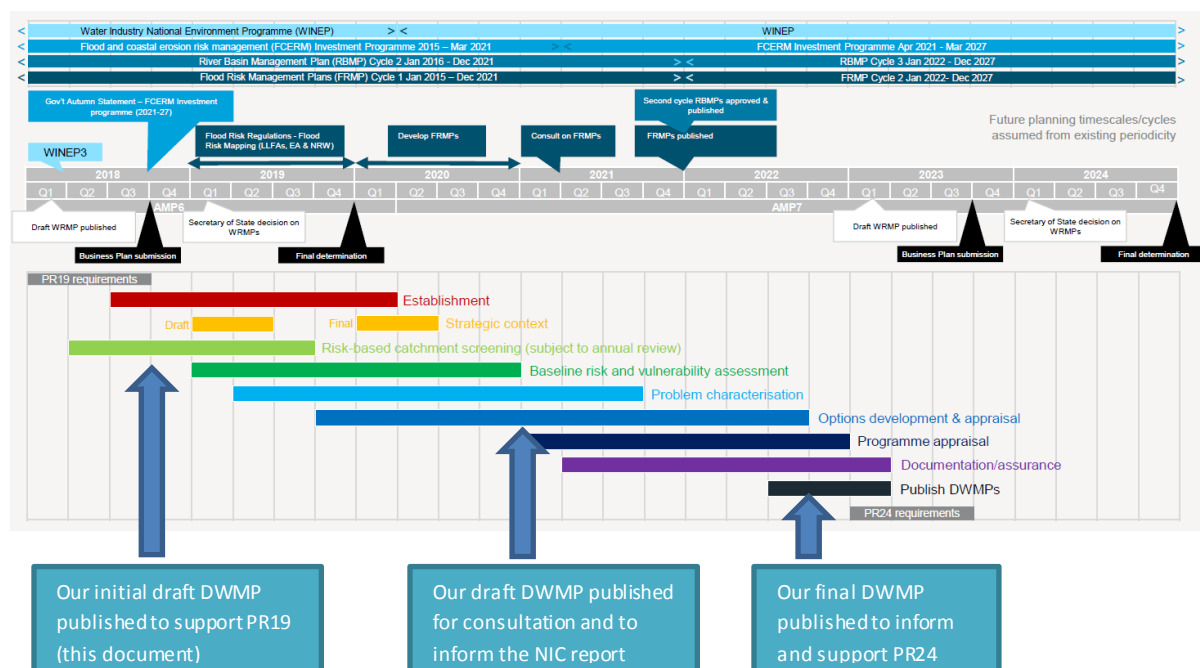 Water Industry National Environment Programme (WINEP) > < WINEP
< Flood and coastal erosion risk management (FCERM) Investment Programme 2015 – Mar 2021 > < FCERM Investment Programme Apr 2021 - Mar 2027 >
< River Basin Management Plan (RBMP) Cycle 2 Jan 2016 - Dec 2021 > < RBMP Cycle 3 Jan 2022 - Dec 2027 >
< Flood Risk Management Plans (FRMP) Cycle 1 Jan 2015 – Dec 2021 > < FRMP Cycle 2 Jan 2022- Dec 2027 >
Gov't Autumn Statement – FCERM Investment
programme (2021-27)
WINEP3
Flood Risk Regulations - Flood
Risk Mapping (LLFAs, EA & NRW)
Develop FRMPs
Consult on FRMPs
Second cycle RBMPs approved &
published
FRMPs published
Future planning timescales/cycles
assumed from existing periodicity
2018 2019 2020 2021 2022 2023 2024
Q1 Q2 Q3 Q4 Q1 Q2 Q3 Q4 Q1 Q2 Q3 Q4 Q1 Q2 Q3 Q4 Q1 Q2 Q3 Q4 Q1 Q2 Q3 Q4 Q1 Q2 Q3 Q4
AMP6 AMP7
Draft WRMP published
Business Plan submission
Secretary of State decision on
WRMPs
Final determination
Draft WRMP published
Business Plan submission
Secretary of State decision on
WRMPs
Final determination
PR19 requirements
Establishment
Draft
Final
Strategic context
Risk-based catchment screening (subject to annual review)
Baseline risk and vulnerability assessment
Problem characterisation
Options development & appraisal
Programme appraisal
Documentation/assurance
Publish DWMPs
PR24 requirements
Our initial draft DWMP
published to support PR19
(this document)
Our draft DWMP published
for consultation and to
inform the NIC report
Our final DWMP
published to inform
and support PR24